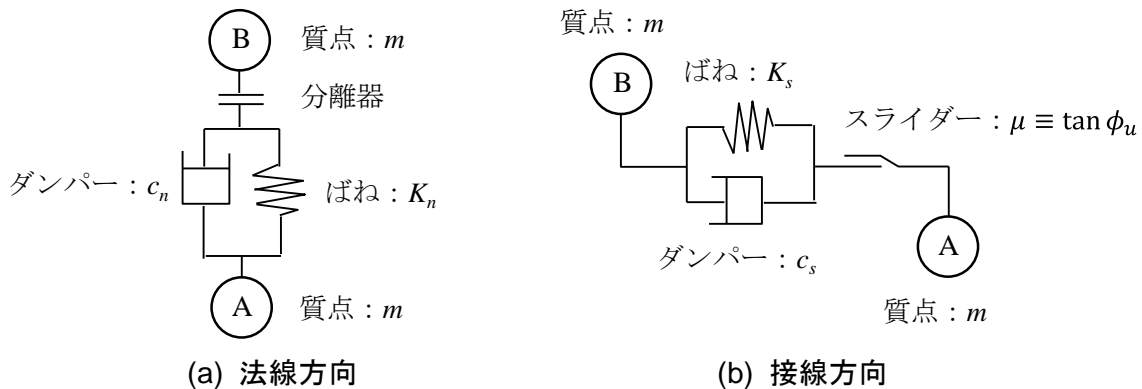 B
質点：m
分離器
ダンパー：c_n
ばね：K_n
A
質点：m
(a) 法線方向
質点：m
B
ばね：K_s
スライダー：μ ≡ tan ϕ_u
ダンパー：c_s
A
質点：m
(b) 接線方向